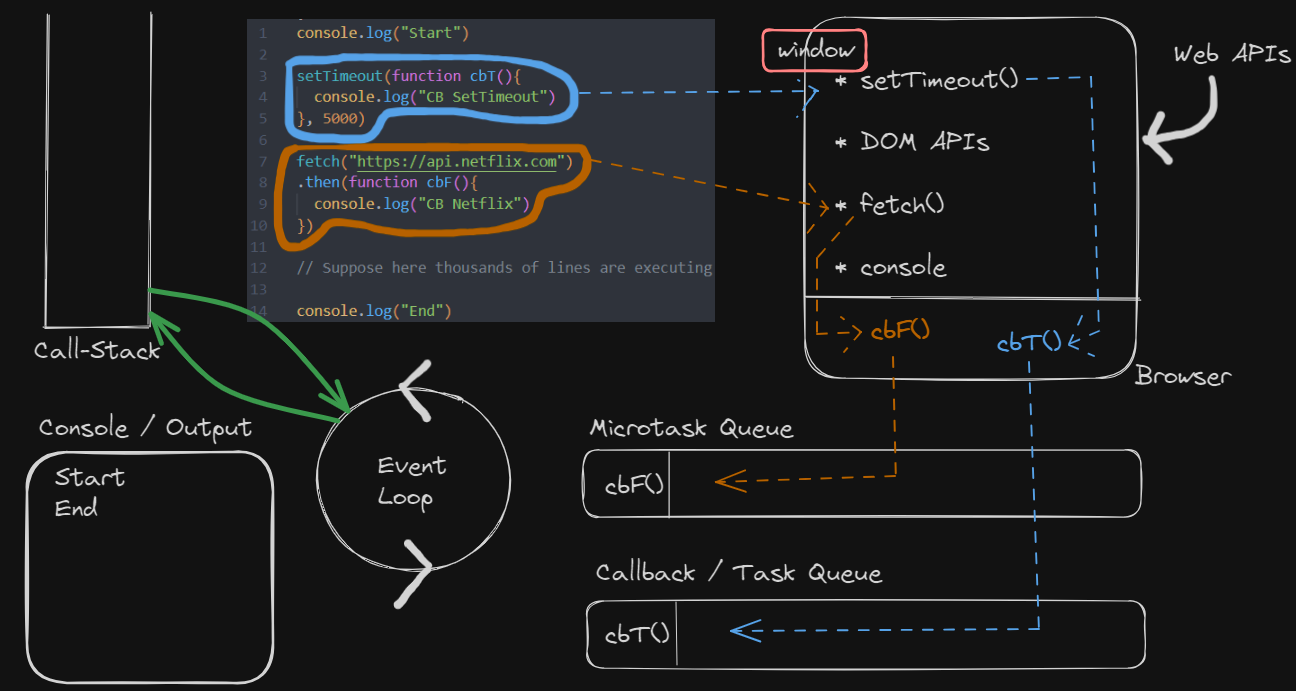 1 console.log("Start")
2
3 setTimeout(function cbT(){
4 console.log("CB SetTimeout")
5 }, 5000)
6
7 fetch("https://api.netflix.com")
8 .then(function cbF(){
9 console.log("CB Netflix")
10 })
11
12 // Suppose here thousands of lines are executing
13
14 console.log("End")
window
* setTimeout()
* DOM APIs
* fetch()
* console
cbF()
cbT()
Web APIs
Browser
Call-Stack
Console / Output
Start
End
Event
Loop
Microtask Queue
cbF()
Callback / Task Queue
cbT()